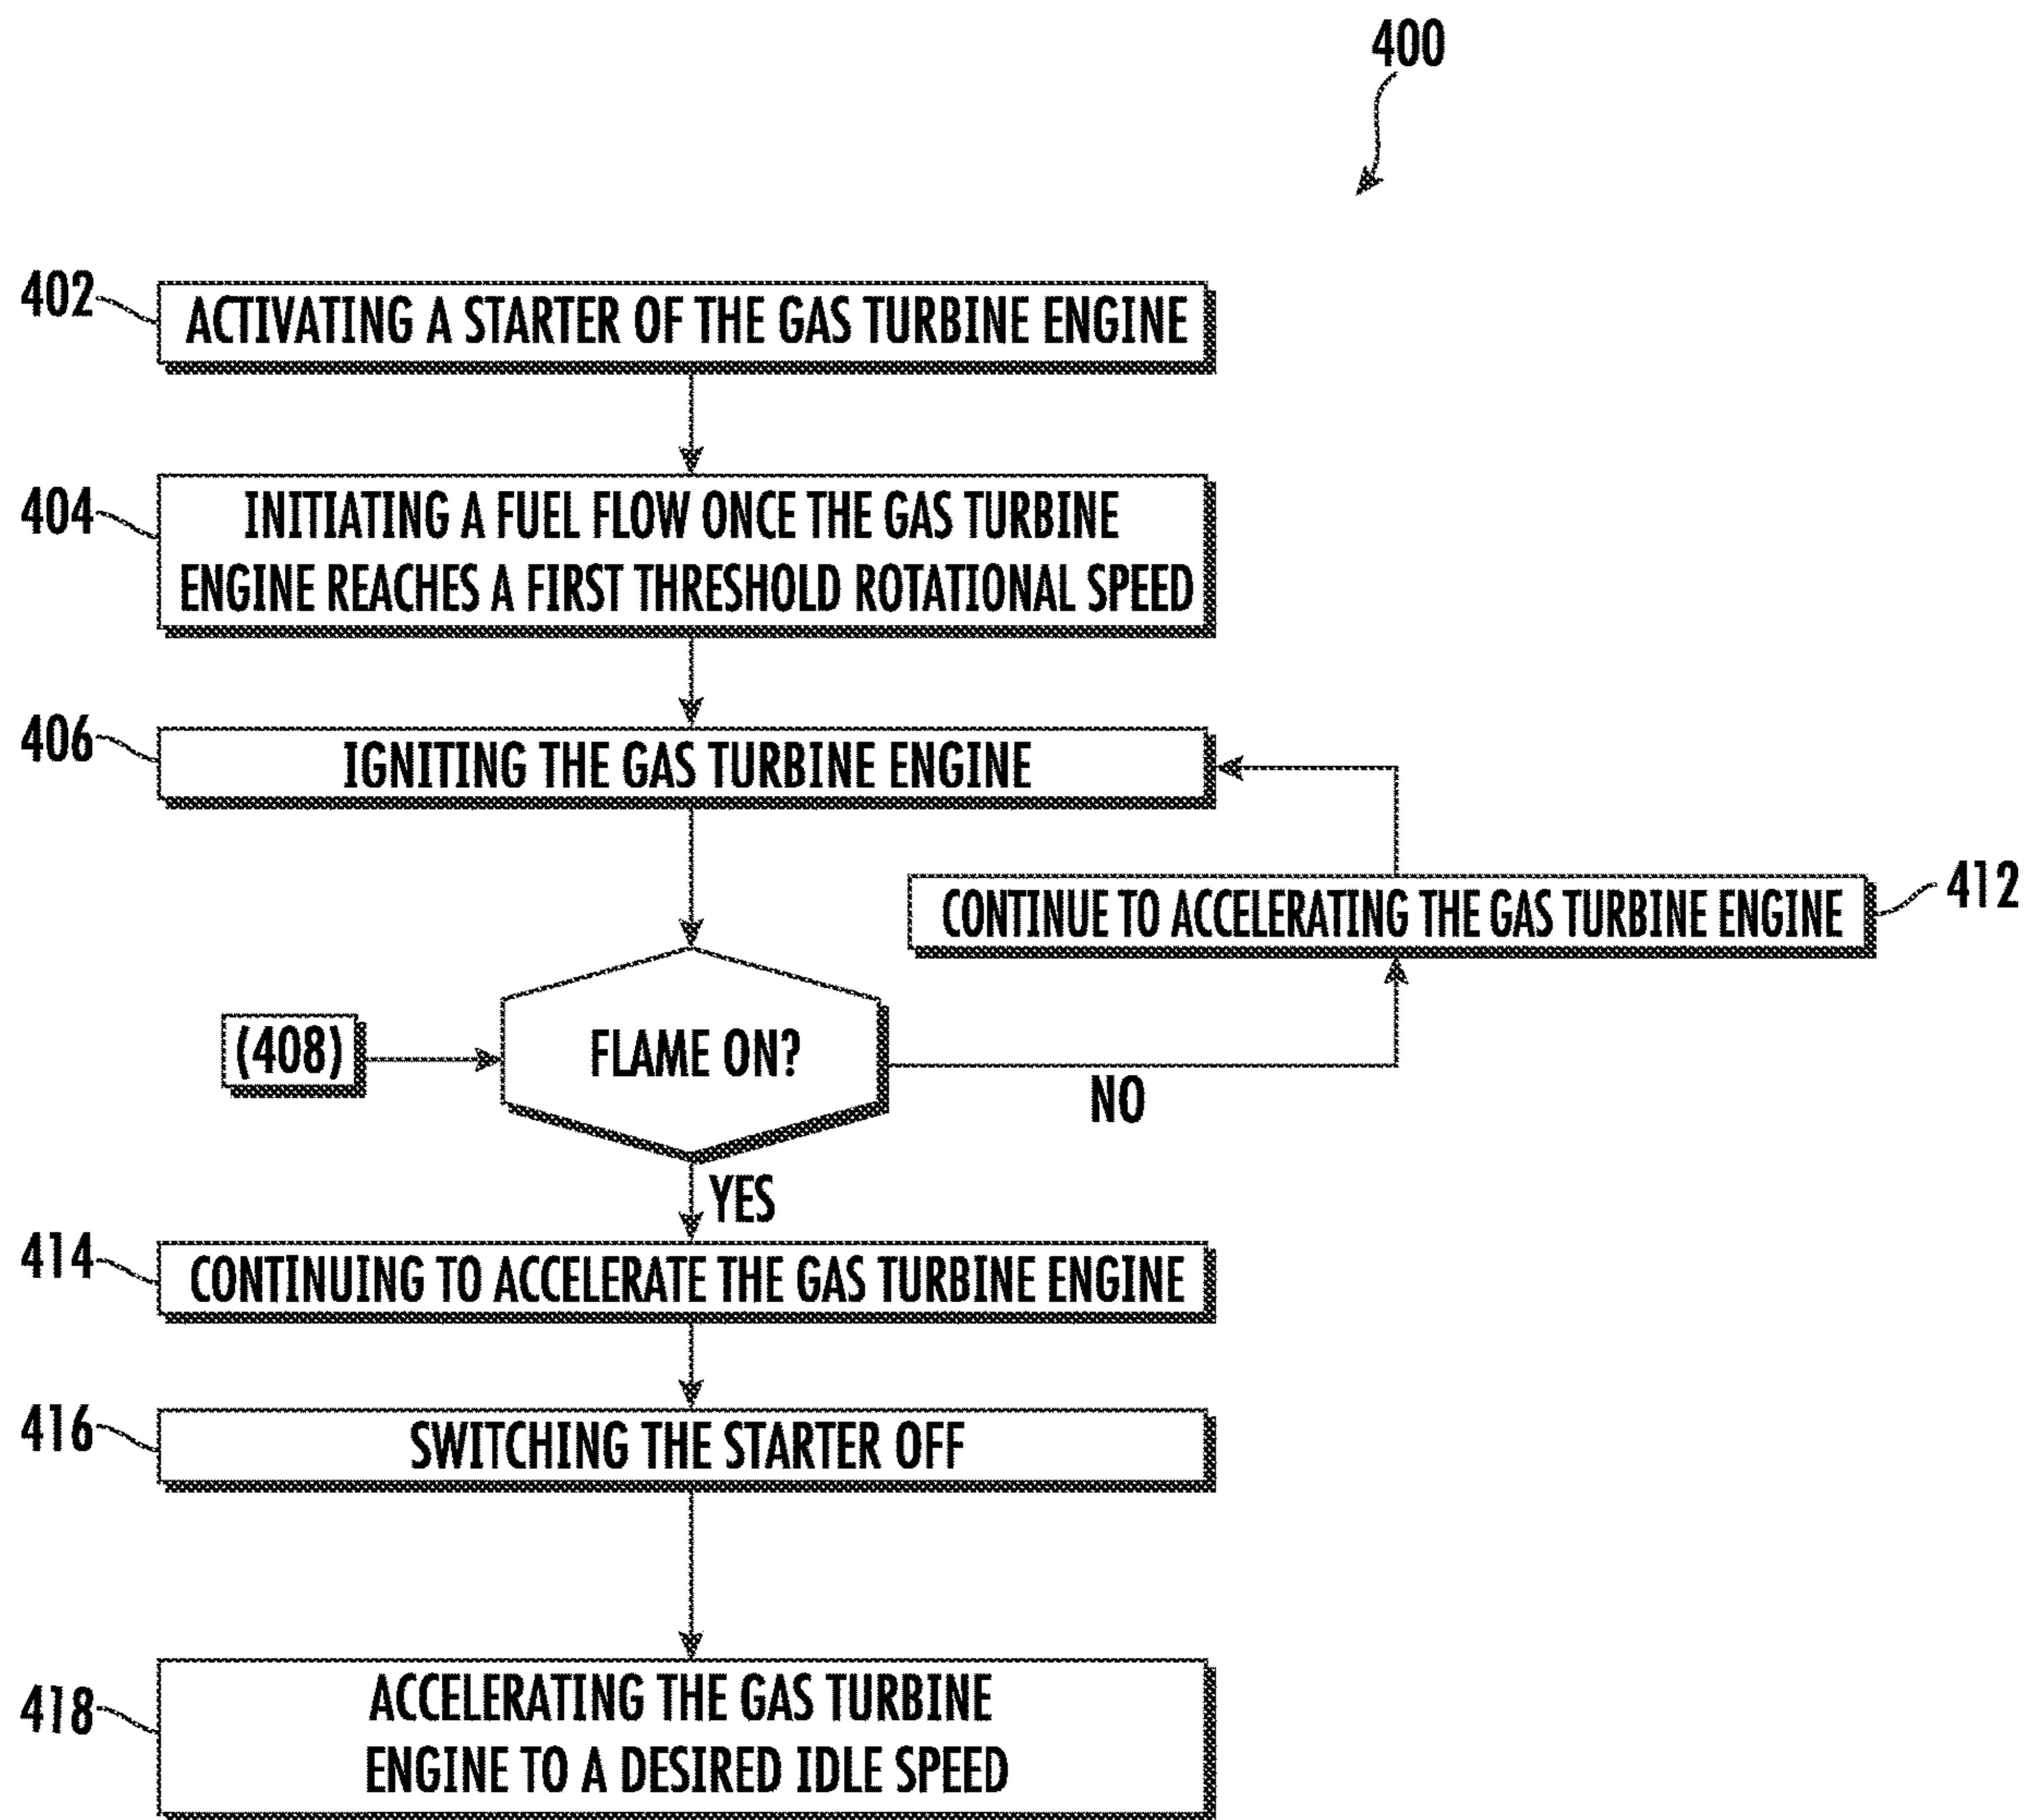 400
402
ACTIVATING A STARTER OF THE GAS TURBINE ENGINE
404
INITIATING A FUEL FLOW ONCE THE GAS TURBINE
ENGINE REACHES A FIRST THRESHOLD ROTATIONAL SPEED
406
IGNITING THE GAS TURBINE ENGINE
CONTINUE TO ACCELERATING THE GAS TURBINE ENGINE
412
(408)
FLAME ON?
NO
YES
414
CONTINUING TO ACCELERATE THE GAS TURBINE ENGINE
416
SWITCHING THE STARTER OFF
418
ACCELERATING THE GAS TURBINE
ENGINE TO A DESIRED IDLE SPEED